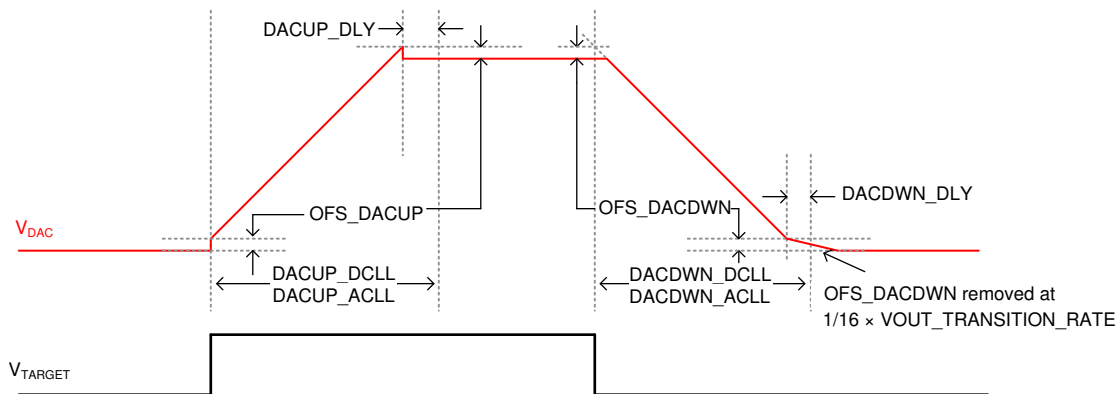 DACUP_DLY
DACDWN_DLY
OFS_DACUP
OFS_DACDWN
VDAC
DACUP_DCLL
DACUP_ACLL
DACDWN_DCLL
DACDWN_ACLL
OFS_DACDWN removed at
1/16 × VOUT_TRANSITION_RATE
VTARGET